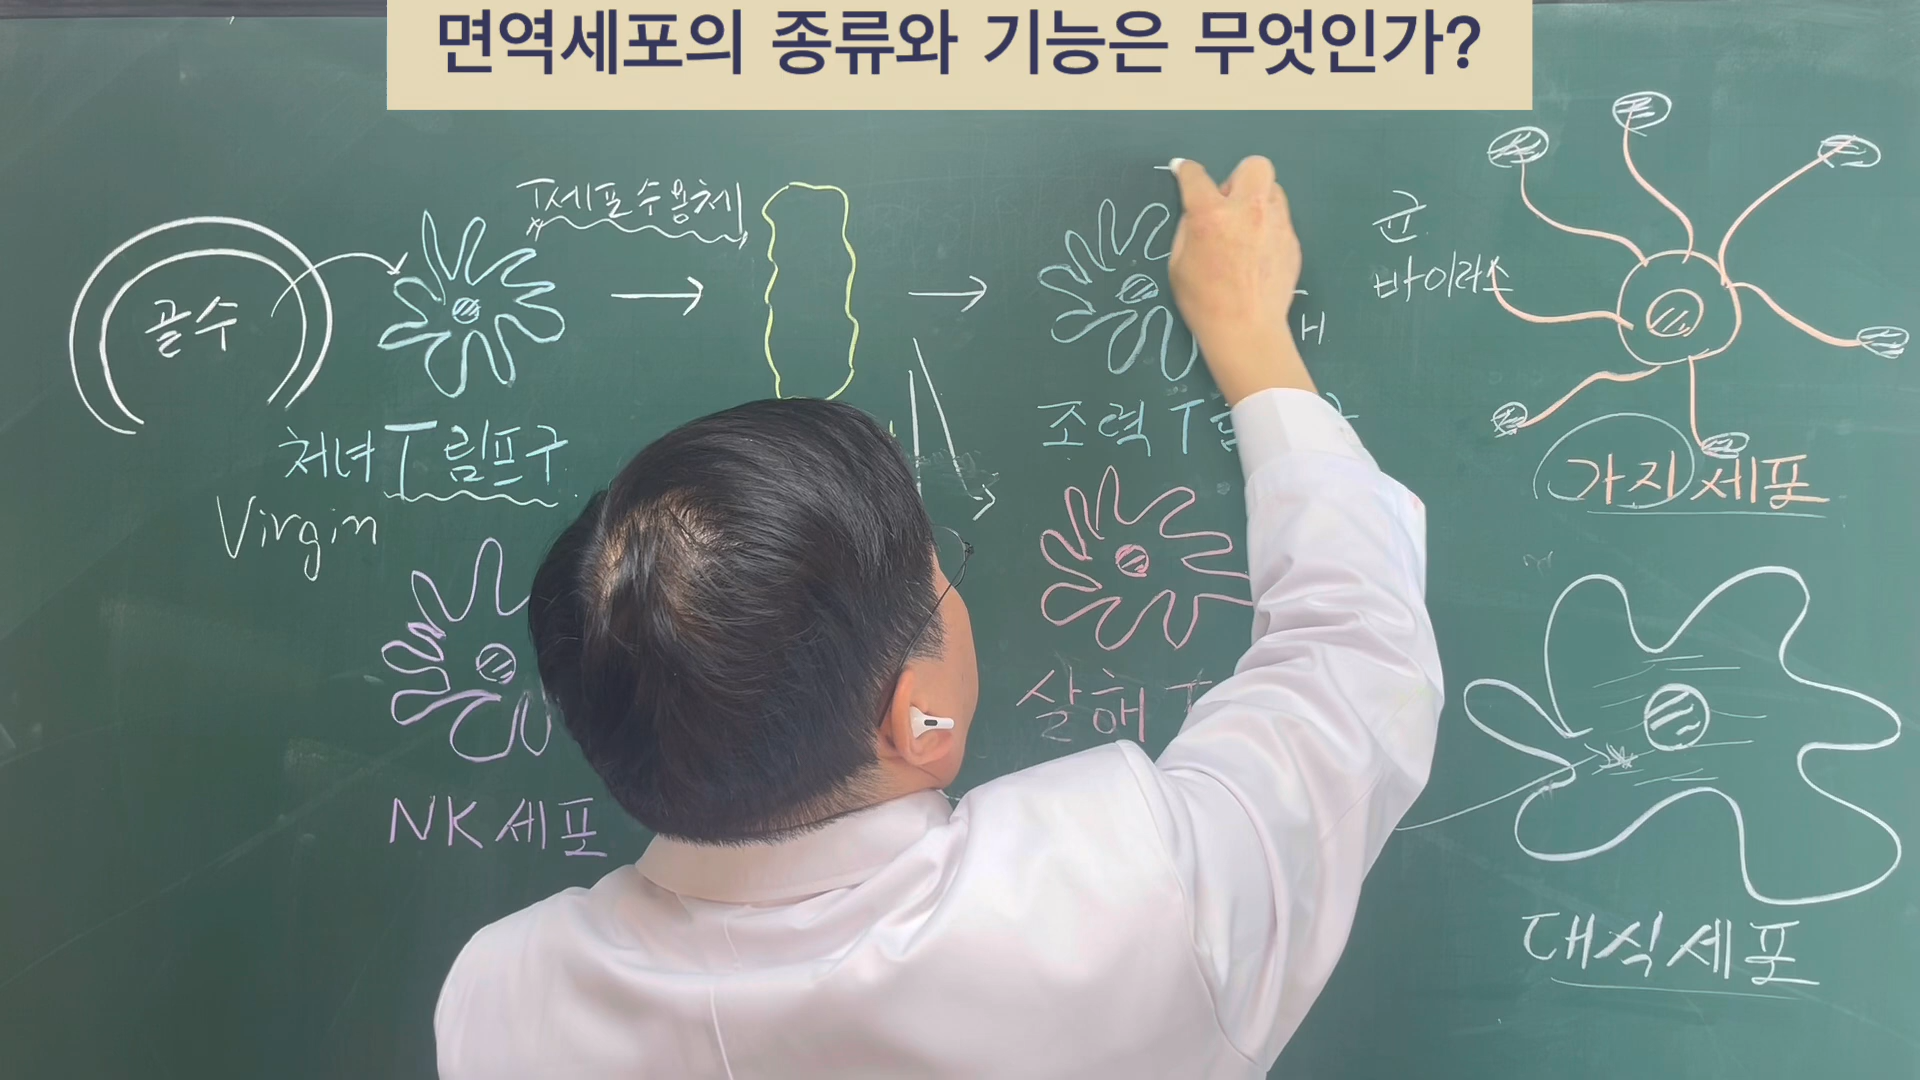 면역세포의 종류와 기능은 무엇인가?
T세포수용체
골수
처녀 T 림프구
Virgin
NK세포
조력 T
살해 T
균
바이러스
가지세포
대식세포